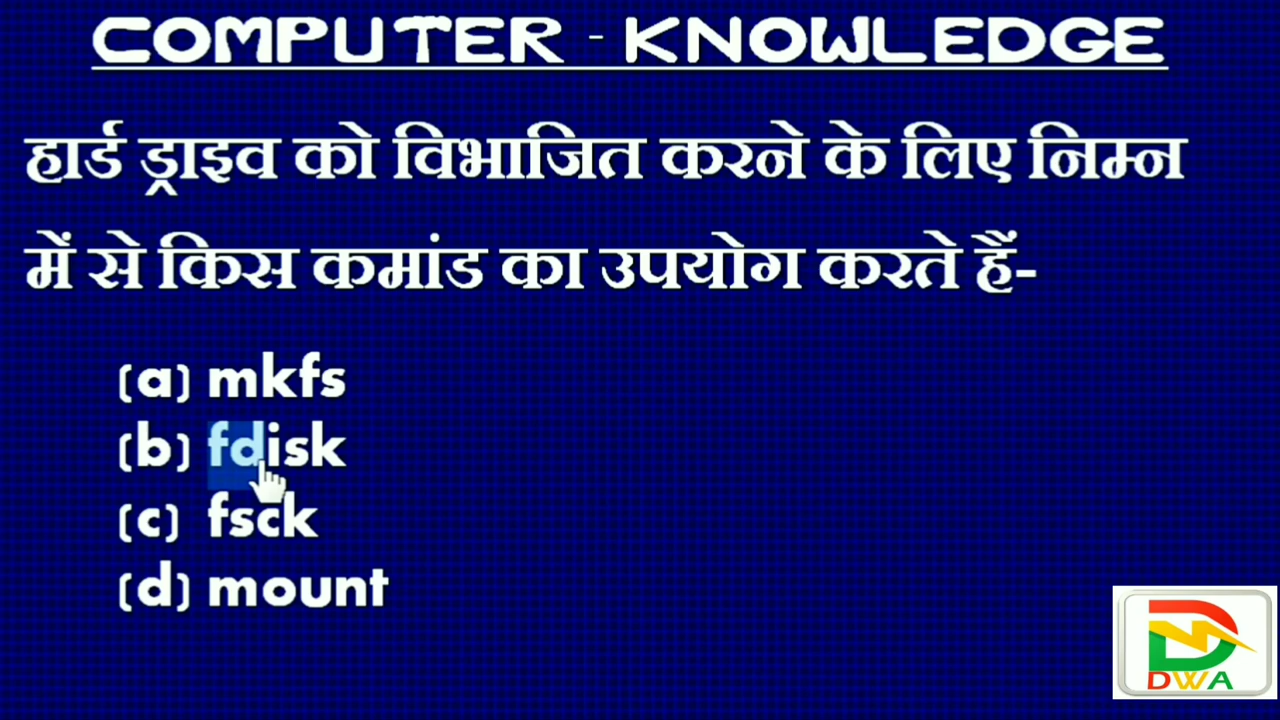 COMPUTER - KNOWLEDGE
हार्ड ड्राइव को विभाजित करने के लिए निम्न
में से किस कमांड का उपयोग करते हैं-
(a) mkfs
(b) fdisk
(c) fsck
(d) mount
DWA